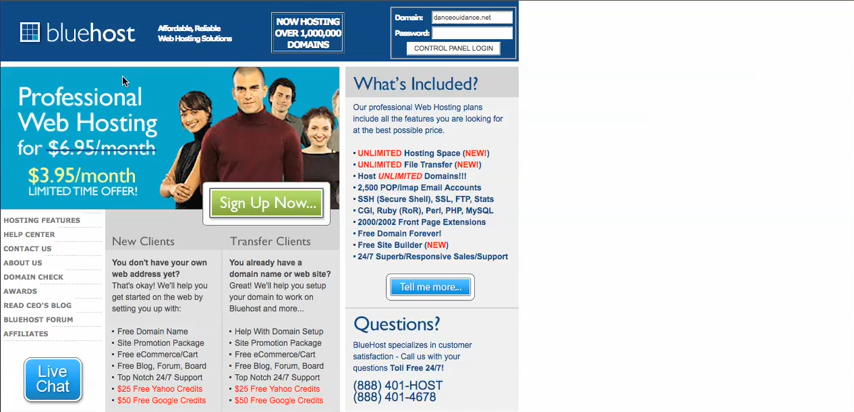 bluehost
Affordable, Reliable
Web Hosting Solutions
NOW HOSTING
OVER 1,000,000
DOMAINS
Domain: danceouidance.net
Password:
CONTROL PANEL LOGIN
Professional
Web Hosting
for $6.95/month
$3.95/month
LIMITED TIME OFFER!
Sign Up Now...
HOSTING FEATURES
HELP CENTER
CONTACT US
ABOUT US
DOMAIN CHECK
AWARDS
READ CEO'S BLOG
BLUEHOST FORUM
AFFILIATES
Live
Chat
New Clients
You don't have your own
web address yet?
That's okay! We'll help you
get started on the web by
setting you up with:
• Free Domain Name
• Site Promotion Package
• Free eCommerce/Cart
• Free Blog, Forum, Board
• Top Notch 24/7 Support
• $25 Free Yahoo Credits
• $50 Free Google Credits
Transfer Clients
You already have a
domain name or web site?
Great! We'll help you setup
your domain to work on
Bluehost and more...
• Help With Domain Setup
• Site Promotion Package
• Free eCommerce/Cart
• Free Blog, Forum, Board
• Top Notch 24/7 Support
• $25 Free Yahoo Credits
• $50 Free Google Credits
What's Included?
Our professional Web Hosting plans
include all the features you are looking for
at the best possible price.
• UNLIMITED Hosting Space (NEW!)
• UNLIMITED File Transfer (NEW!)
• Host UNLIMITED Domains!!!
• 2,500 POP/Imap Email Accounts
• SSH (Secure Shell), SSL, FTP, Stats
• CGI, Ruby (RoR), Perl, PHP, MySQL
• 2000/2002 Front Page Extensions
• Free Domain Forever!
• Free Site Builder (NEW)
• 24/7 Superb/Responsive Sales/Support
Tell me more...
Questions?
BlueHost specializes in customer
satisfaction - Call us with your
questions Toll Free 24/7!
(888) 401-HOST
(888) 401-4678